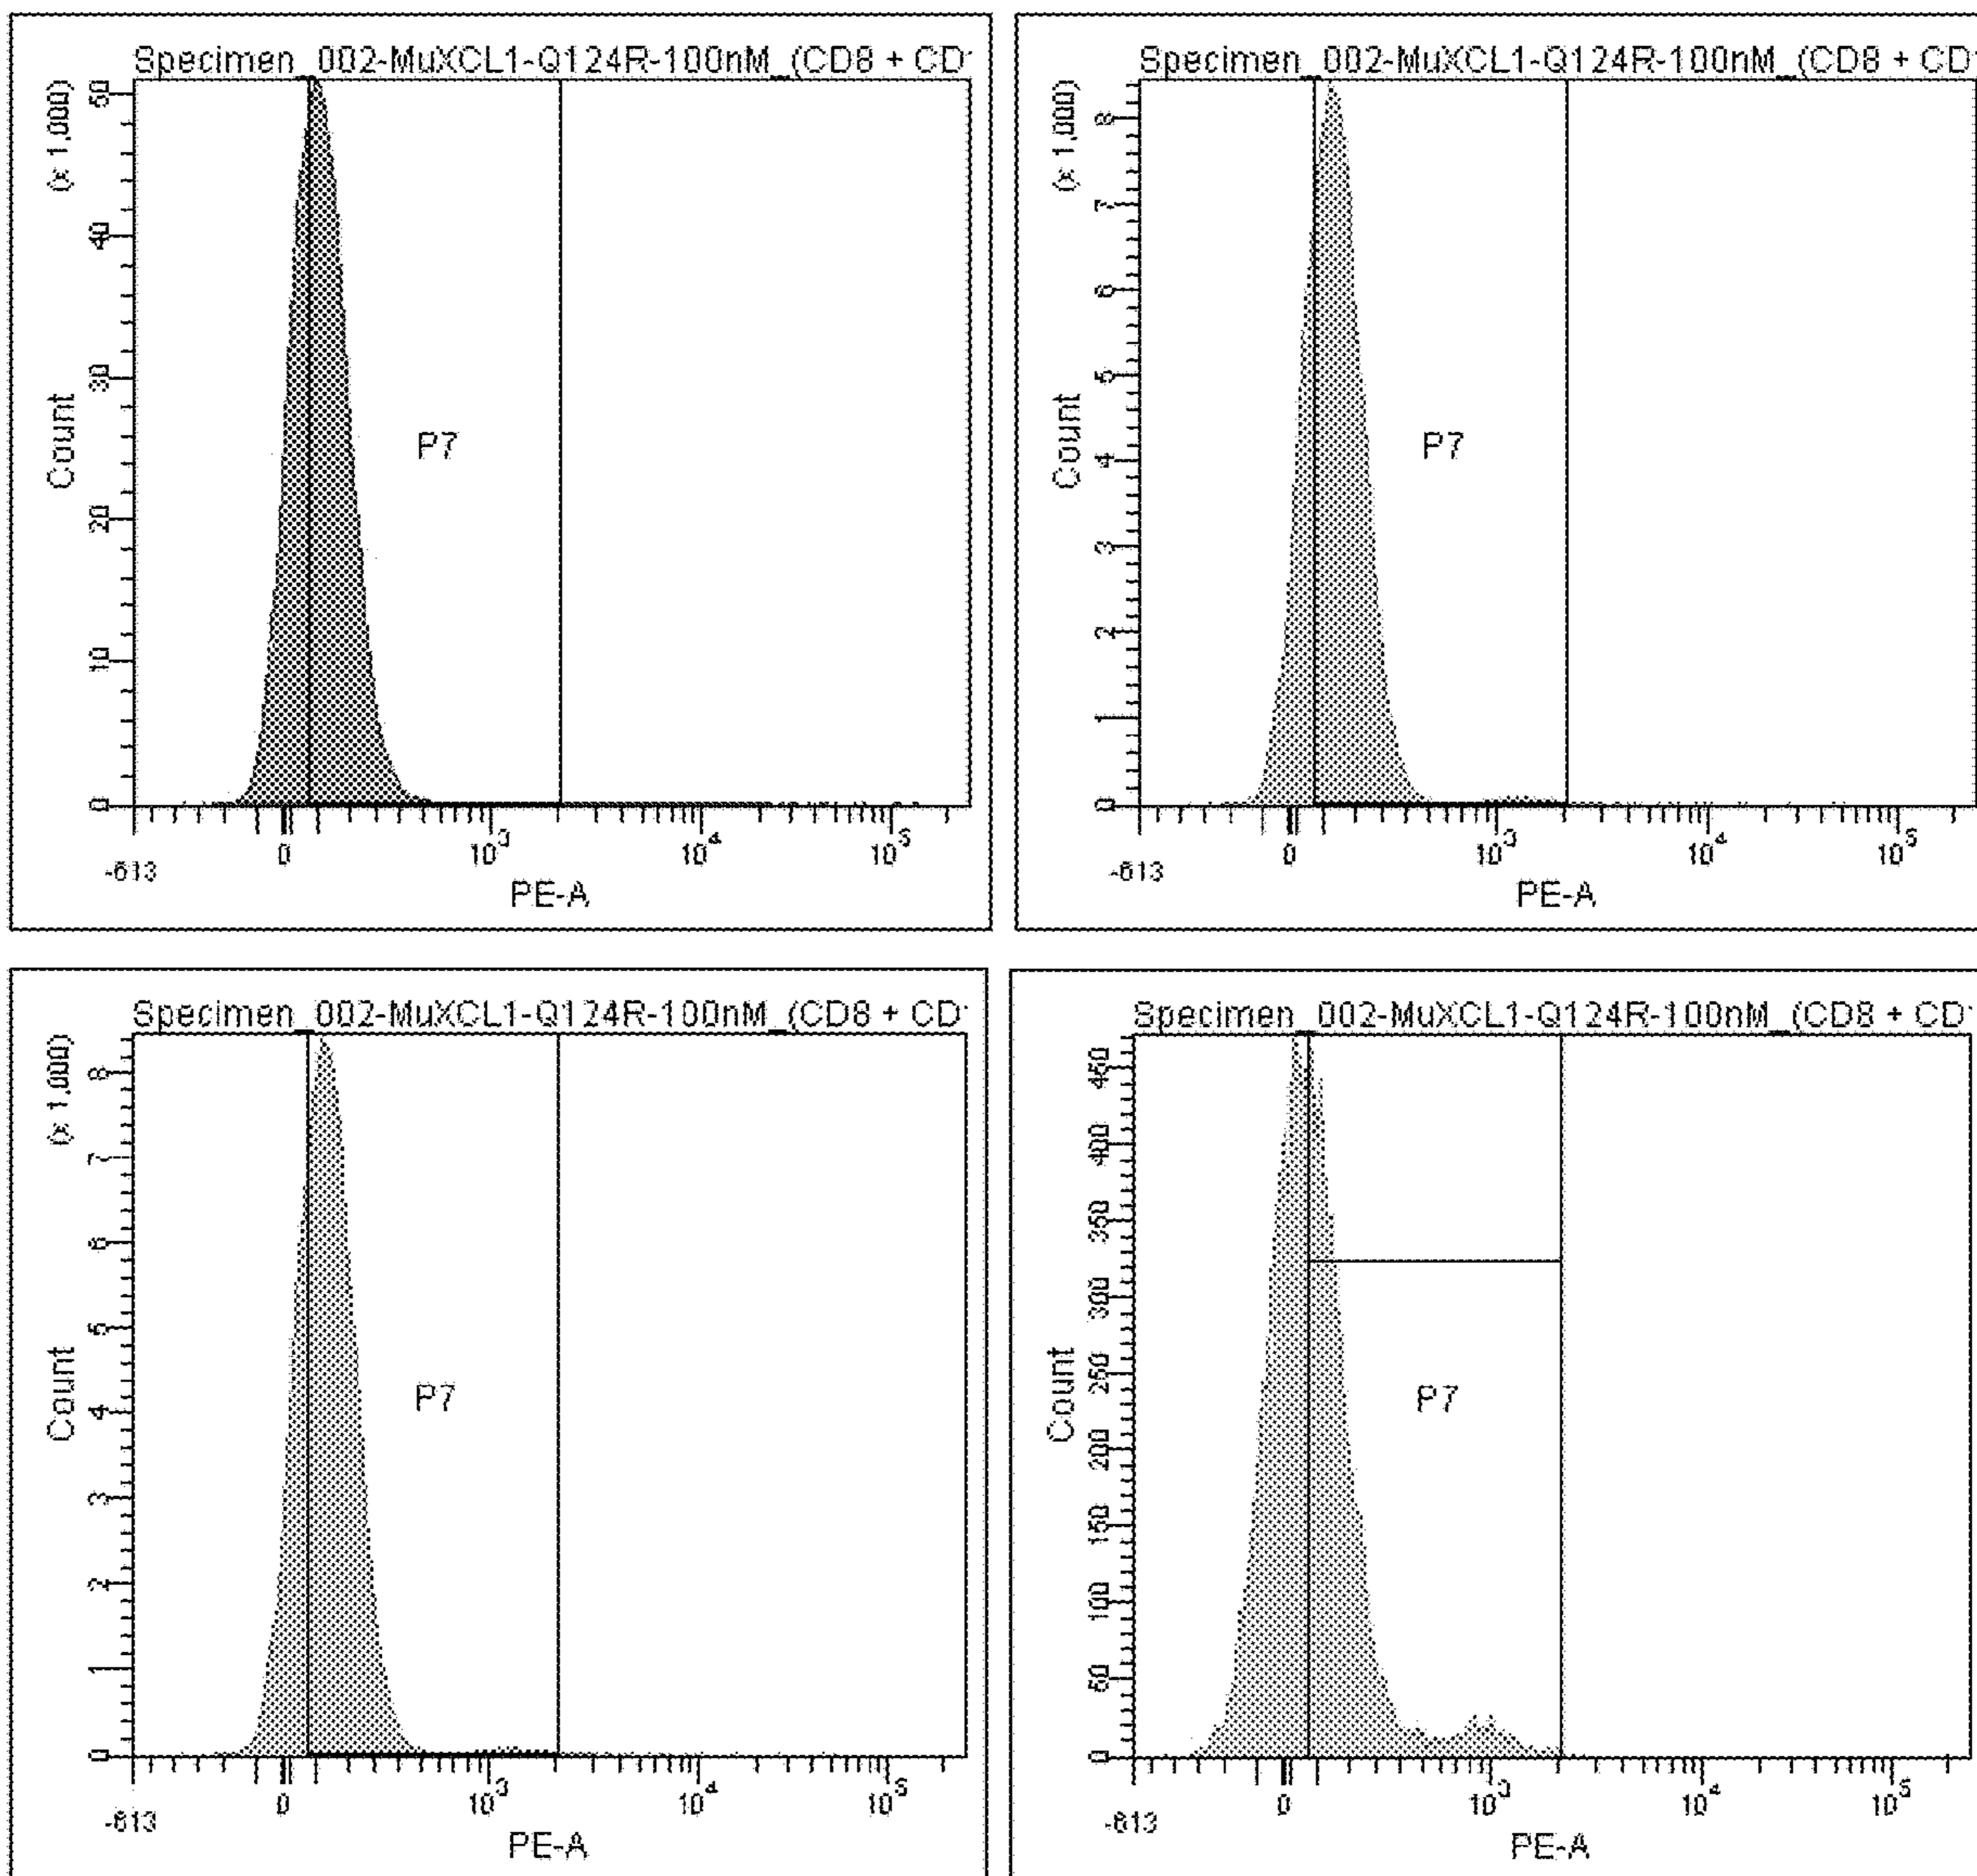 Specimen_002-MuXCL1-Q124R-100nM_(CD8 + CD
(x 1,000)
Count
50
40
30
20
10
0
P7
-613
0
10³
10⁴
10⁵
PE-A
Specimen_002-MuXCL1-Q124R-100nM_(CD8 + CD
(x 1,000)
Count
8
7
6
5
4
3
2
1
0
P7
-613
0
10³
10⁴
10⁵
PE-A
Specimen_002-MuXCL1-Q124R-100nM_(CD8 + CD
(x 1,000)
Count
8
7
6
5
4
3
2
1
0
P7
-613
0
10³
10⁴
10⁵
PE-A
Specimen_002-MuXCL1-Q124R-100nM_(CD8 + CD
Count
450
400
350
300
250
200
150
100
50
0
P7
-613
0
10³
10⁴
10⁵
PE-A